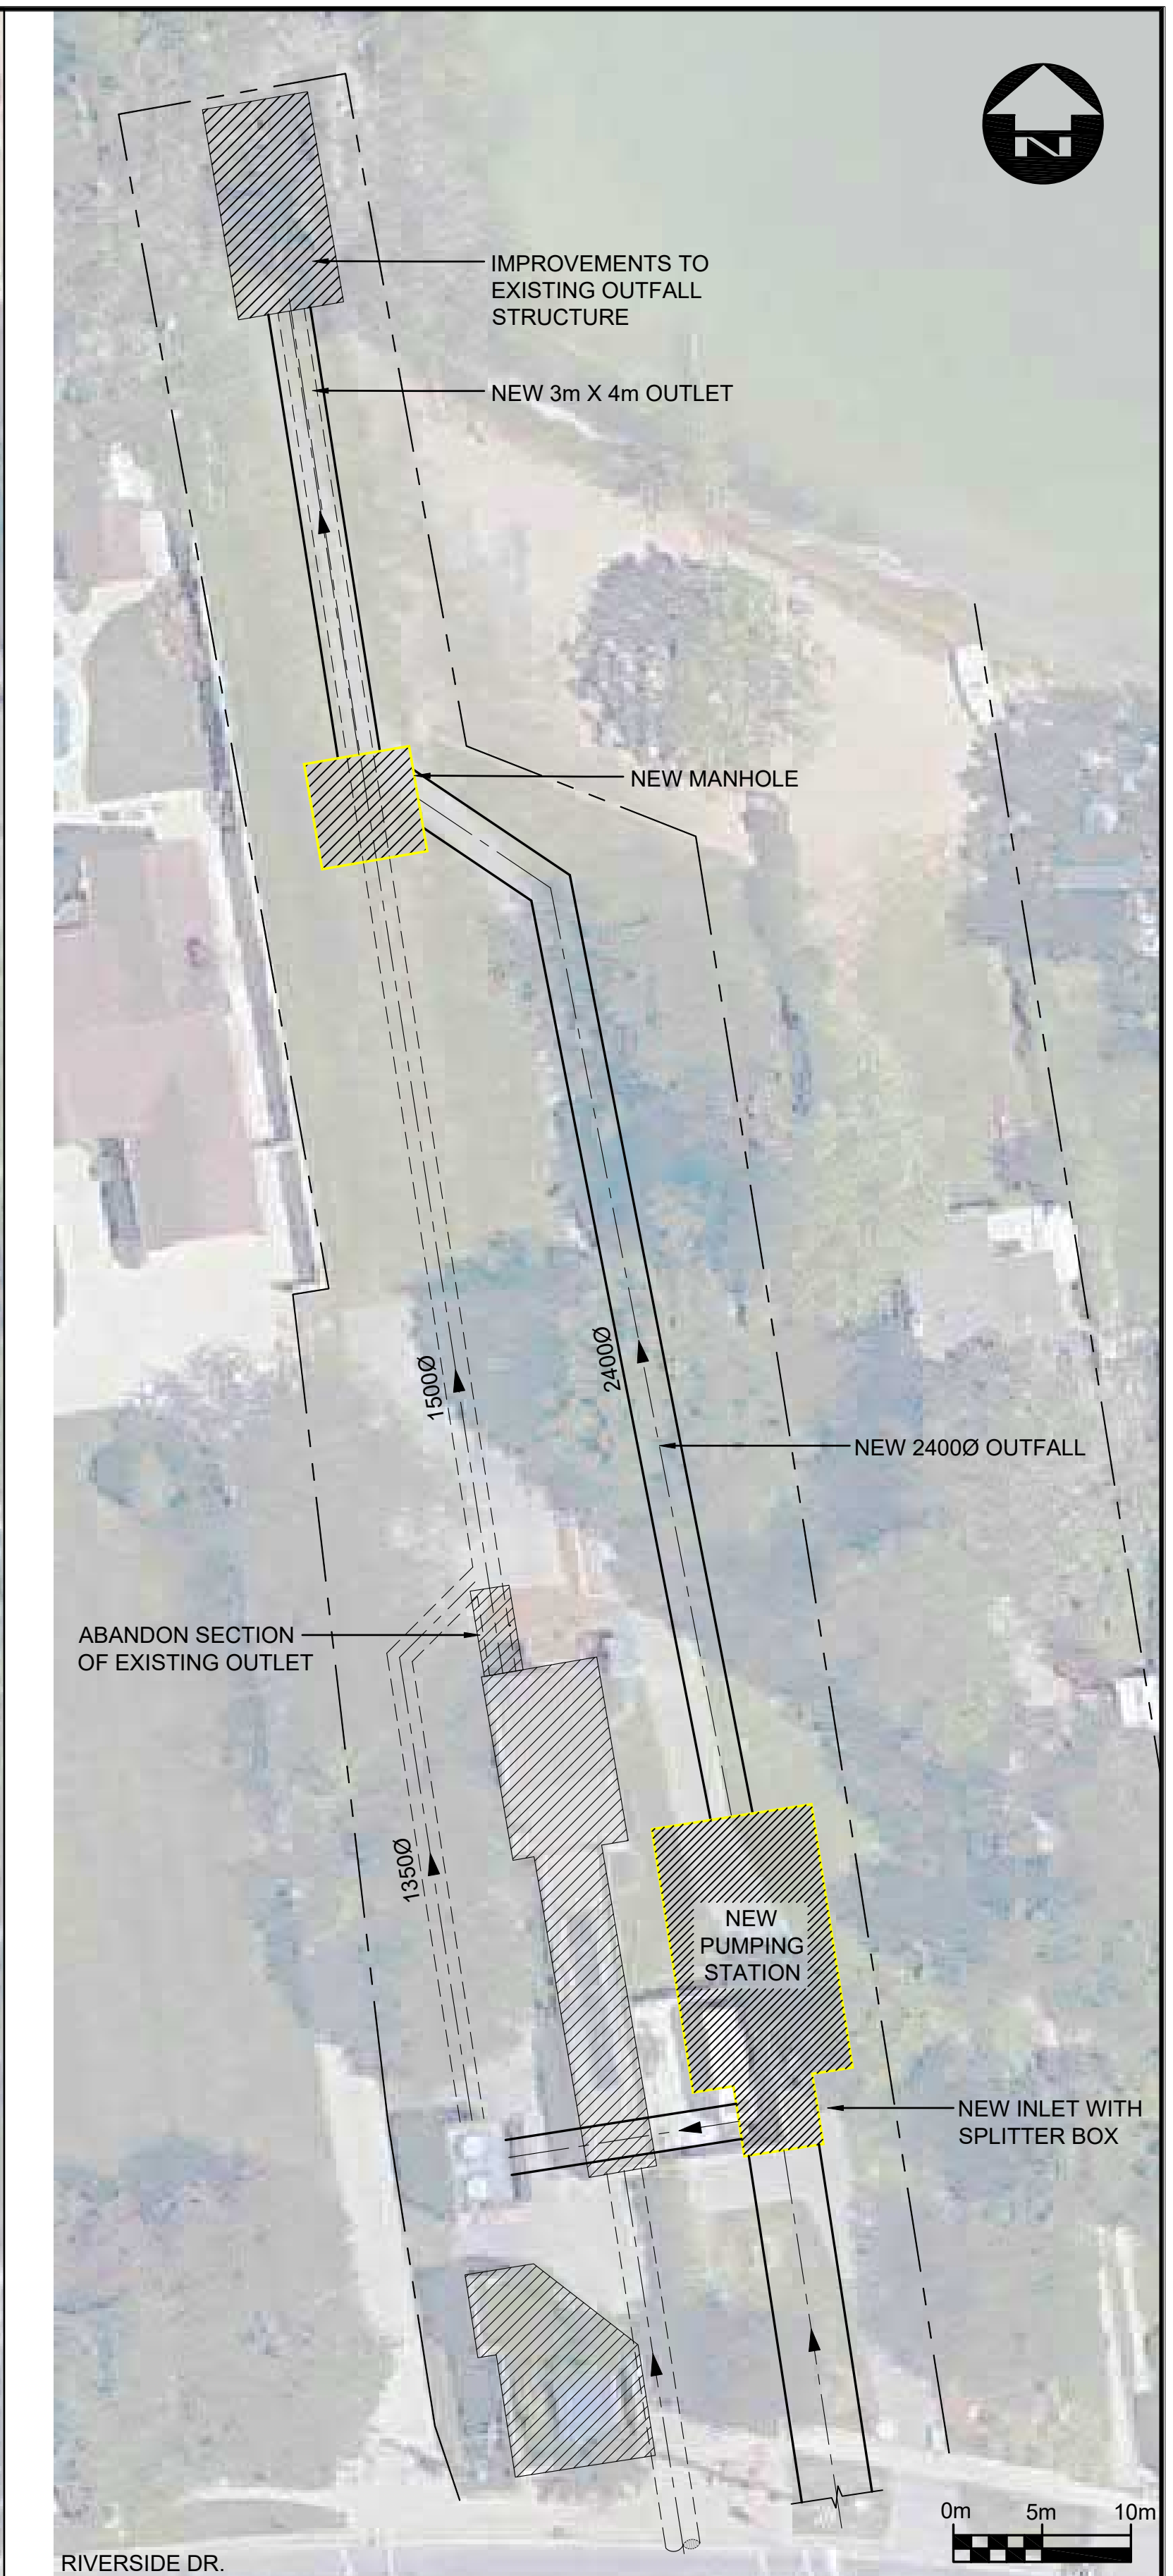 N
IMPROVEMENTS TO
EXISTING OUTFALL
STRUCTURE
NEW 3m X 4m OUTLET
NEW MANHOLE
1500Ø
2400Ø
NEW 2400Ø OUTFALL
ABANDON SECTION
OF EXISTING OUTLET
1350Ø
NEW
PUMPING
STATION
NEW INLET WITH
SPLITTER BOX
0m 5m 10m
RIVERSIDE DR.